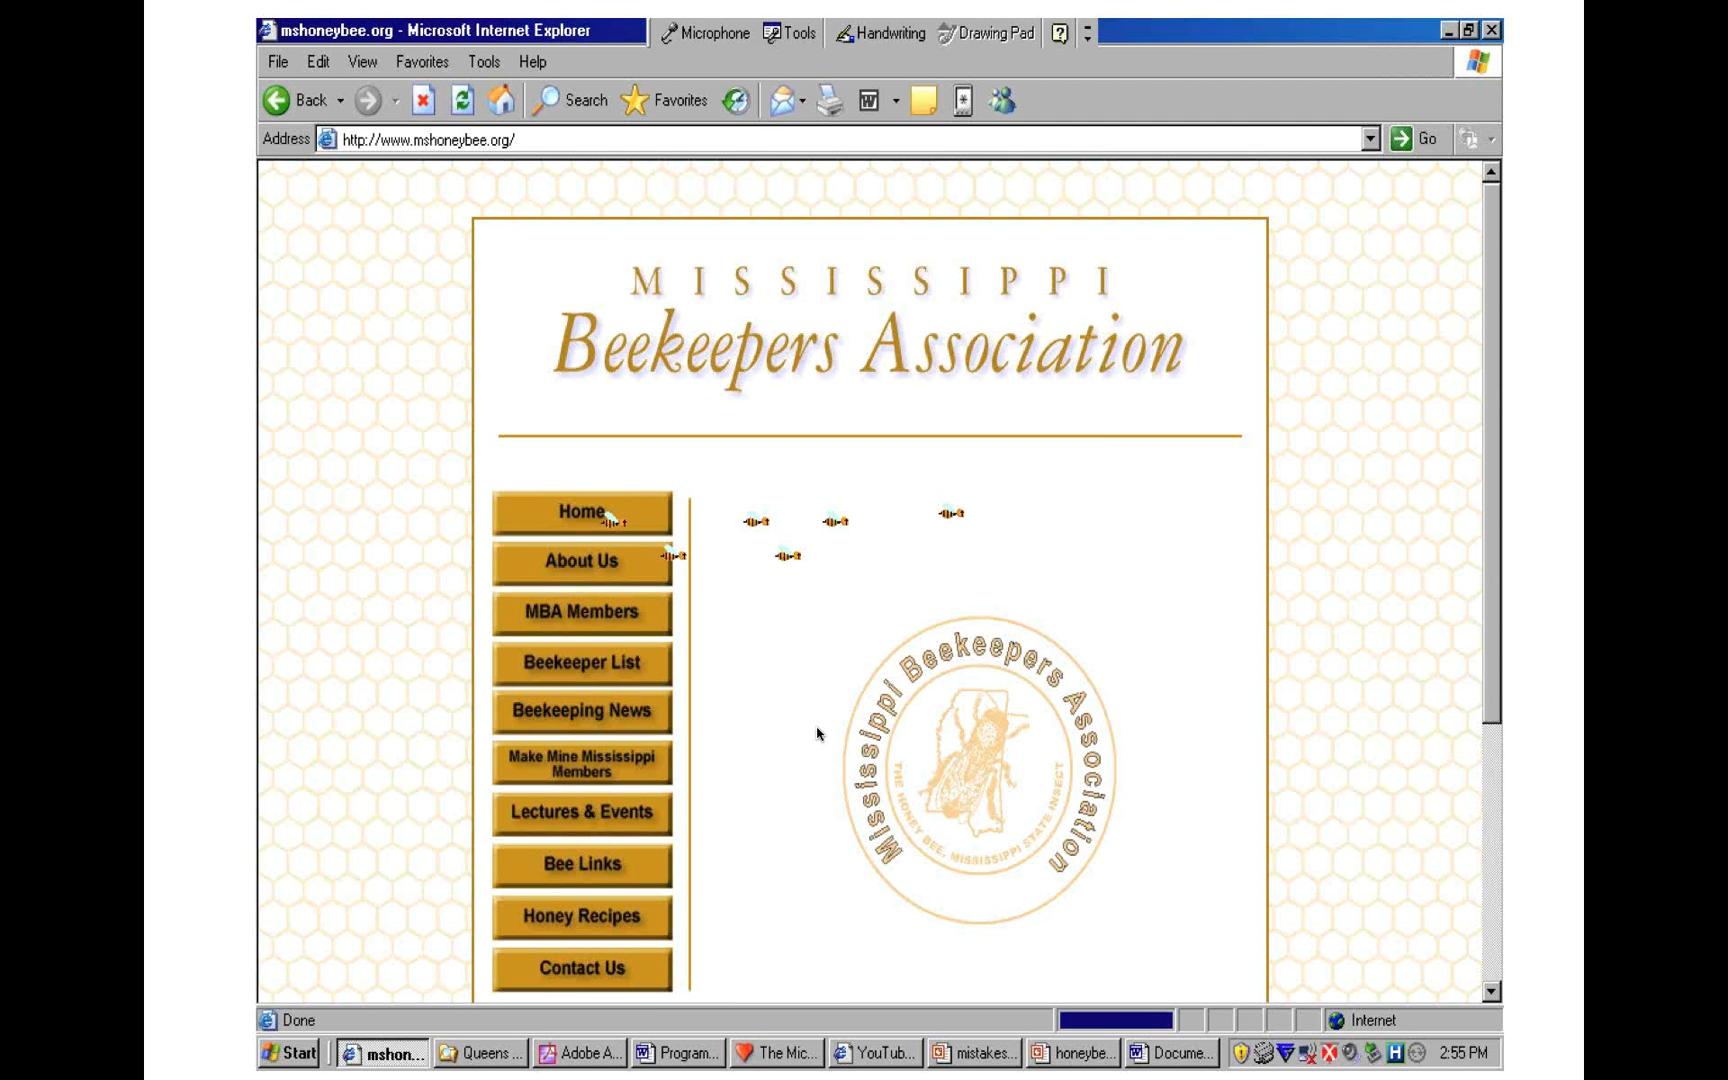 mshoneybee.org - Microsoft Internet Explorer
Microphone Tools Handwriting Drawing Pad
File Edit View Favorites Tools Help
Back Search Favorites
Address http://www.mshoneybee.org/ Go
MISSISSIPPI
Beekeepers Association
Home
About Us
MBA Members
Beekeeper List
Beekeeping News
Make Mine Mississippi
Members
Lectures & Events
Bee Links
Honey Recipes
Contact Us
Mississippi Beekeepers Association
THE HONEY BEE, MISSISSIPPI STATE INSECT
Done Internet
Start mshon... Queens ... Adobe A... Program... The Mic... YouTub... mistakes... honeybe... Docume... 2:55 PM